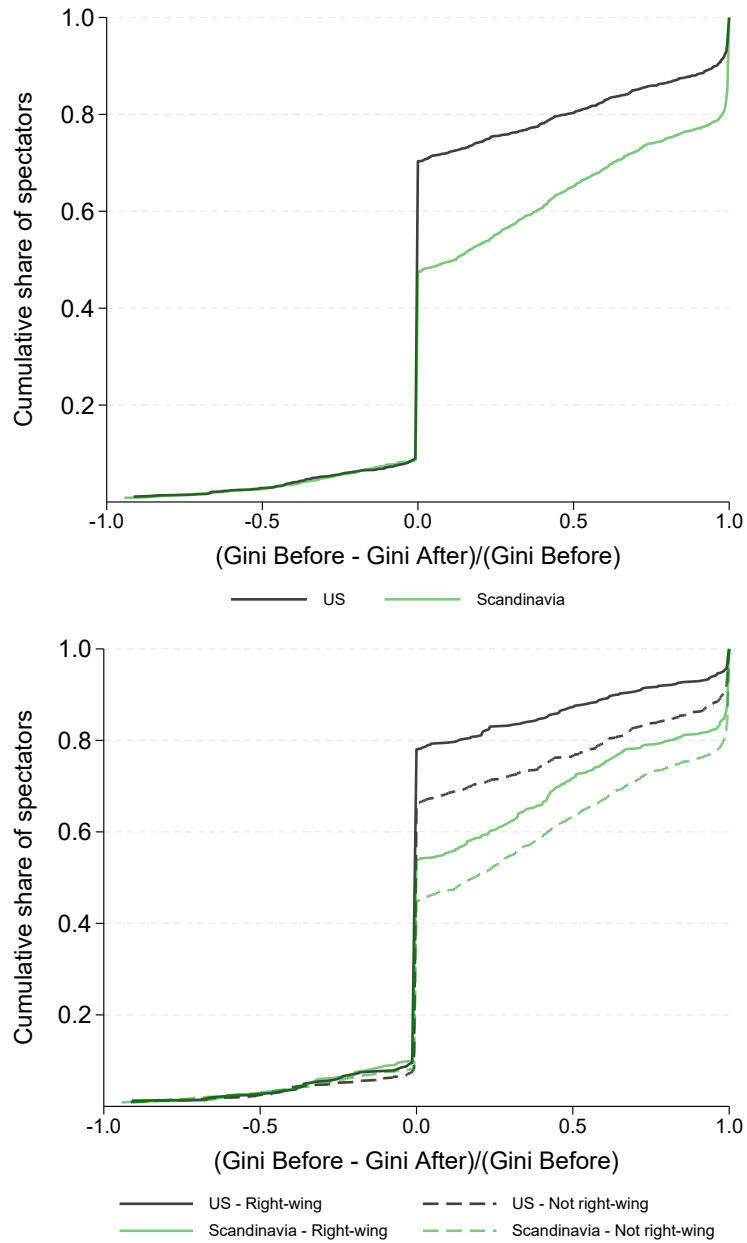 1.0
0.8
0.6
0.4
0.2
Cumulative share of spectators
-1.0 -0.5 0.0 0.5 1.0
(Gini Before - Gini After)/(Gini Before)
US Scandinavia
1.0
0.8
0.6
0.4
0.2
Cumulative share of spectators
-1.0 -0.5 0.0 0.5 1.0
(Gini Before - Gini After)/(Gini Before)
US - Right-wing US - Not right-wing
Scandinavia - Right-wing Scandinavia - Not right-wing